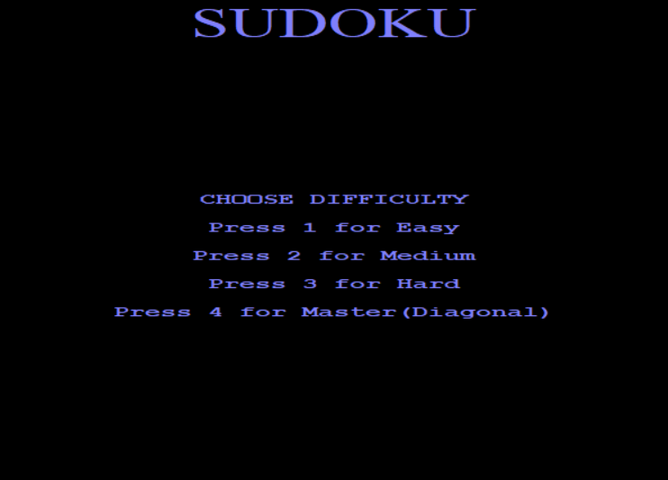 SUDOKU
CHOOSE DIFFICULTY
Press 1 for Easy
Press 2 for Medium
Press 3 for Hard
Press 4 for Master(Diagonal)